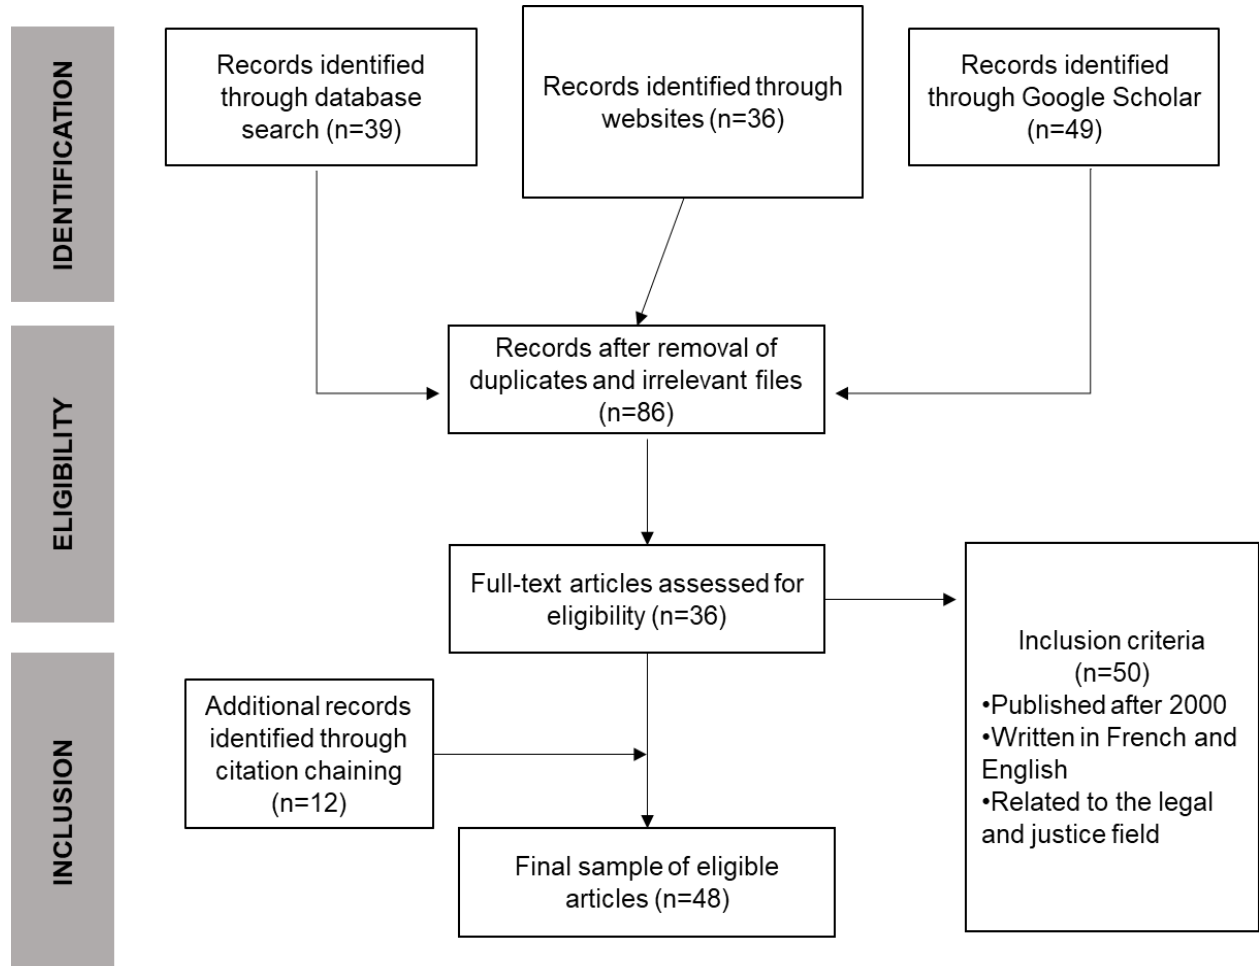 IDENTIFICATION
Records identified
through database
search (n=39)
Records identified through
websites (n=36)
Records identified
through Google Scholar
(n=49)
ELIGIBILITY
Records after removal of
duplicates and irrelevant files
(n=86)
Full-text articles assessed for
eligibility (n=36)
Inclusion criteria
(n=50)
•Published after 2000
•Written in French and
English
•Related to the legal
and justice field
INCLUSION
Additional records
identified through
citation chaining
(n=12)
Final sample of eligible
articles (n=48)